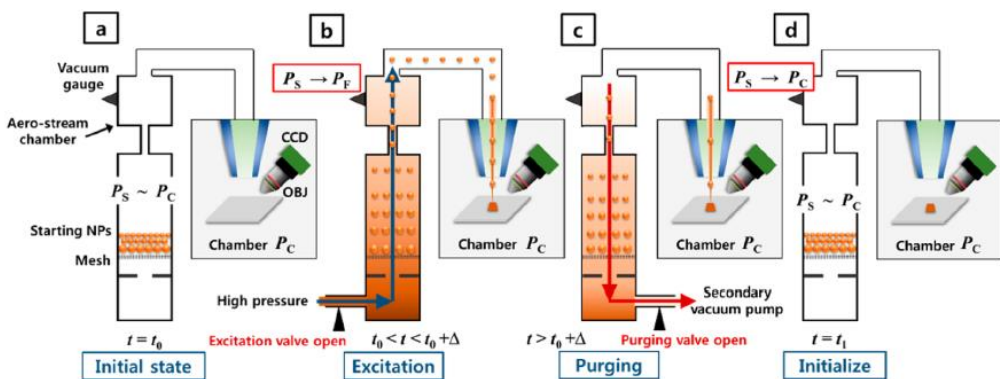 a
Vacuum
gauge
Aero-stream
chamber
P_S ~ P_C
Starting NPs
Mesh
CCD
OBJ
Chamber P_C
t = t_0
Initial state
b
P_S → P_F
High pressure
Excitation valve open
Chamber P_C
t_0 < t < t_0 +Δ
Excitation
c
Chamber P_C
Secondary
vacuum pump
t > t_0 +Δ
Purging valve open
Purging
d
P_S → P_C
P_S ~ P_C
Chamber P_C
t = t_1
Initialize